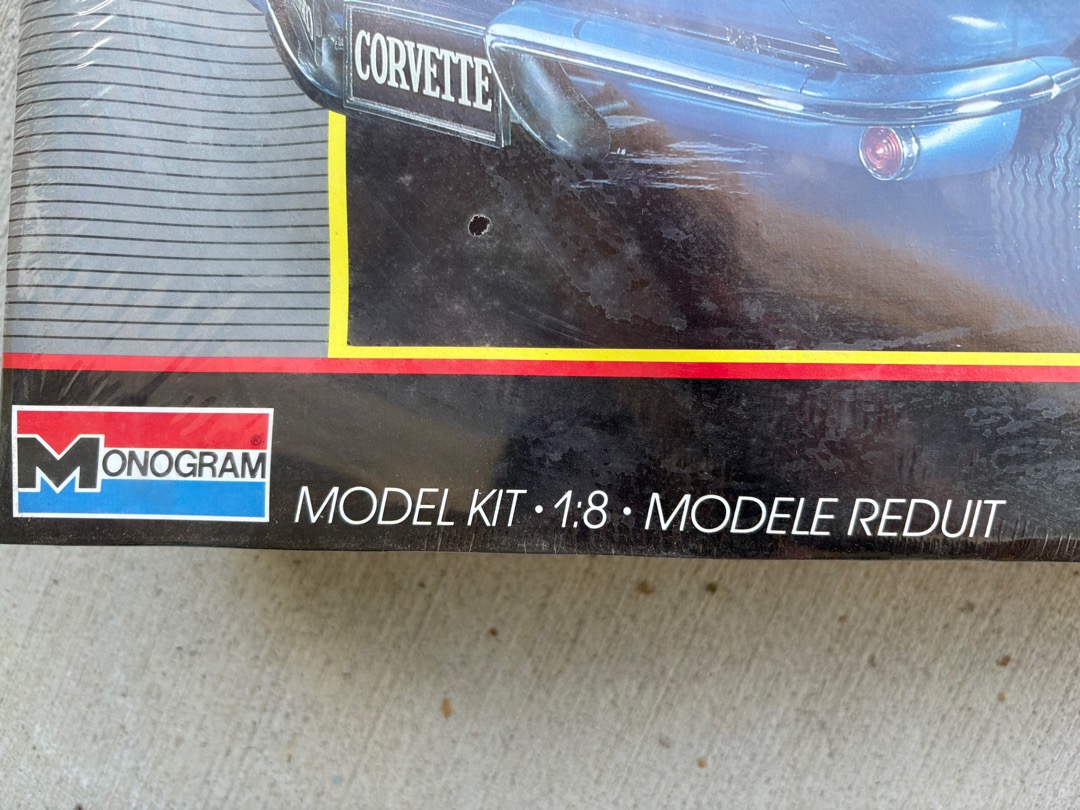 CORVETTE
MONOGRAM®
MODEL KIT · 1:8 · MODELE REDUIT